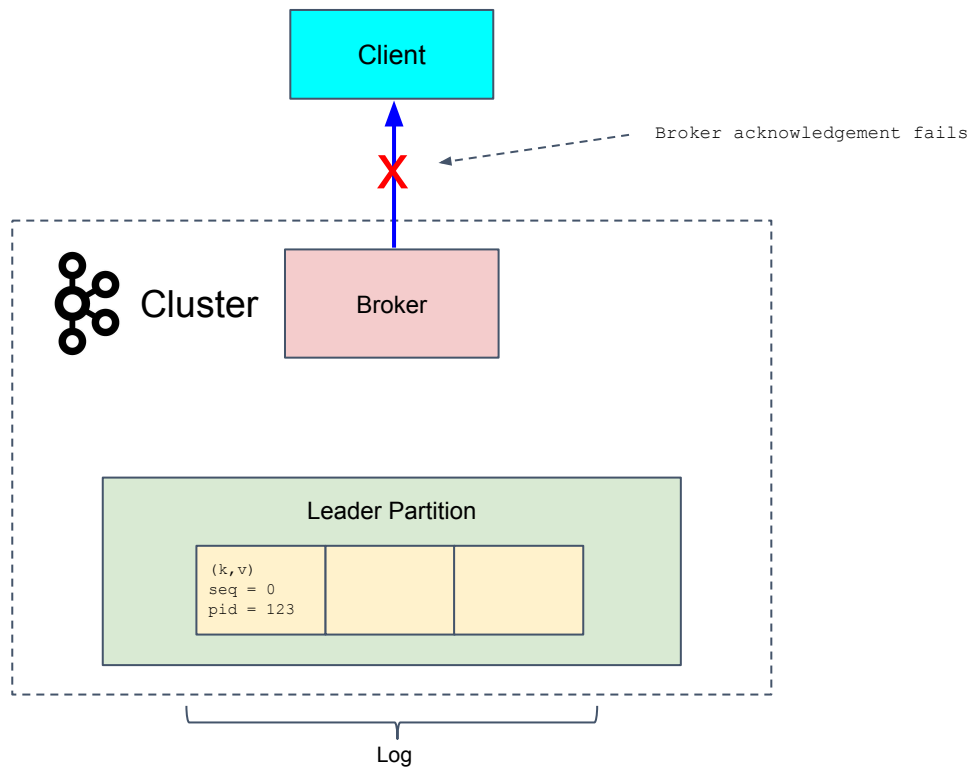 Client
Broker acknowledgement fails
Cluster
Broker
Leader Partition
(k,v)
seq = 0
pid = 123
Log